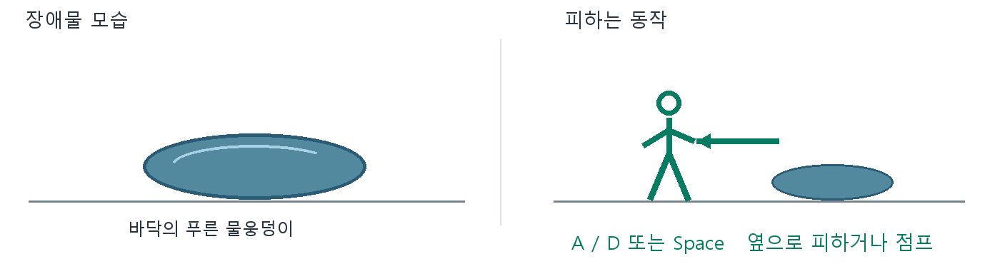 장애물 모습
피하는 동작
바닥의 푸른 물웅덩이
A / D 또는 Space 옆으로 피하거나 점프